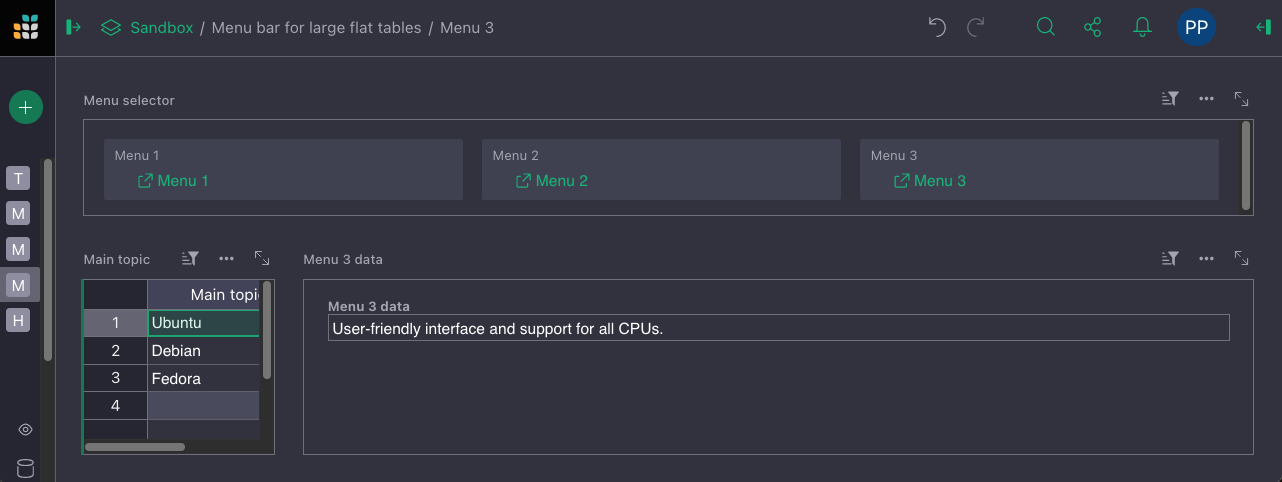 Sandbox / Menu bar for large flat tables / Menu 3
PP
T
M
M
M
H
Menu selector
Menu 1
Menu 1
Menu 2
Menu 2
Menu 3
Menu 3
Main topic
Main topi
1 Ubuntu
2 Debian
3 Fedora
4
Menu 3 data
Menu 3 data
User-friendly interface and support for all CPUs.